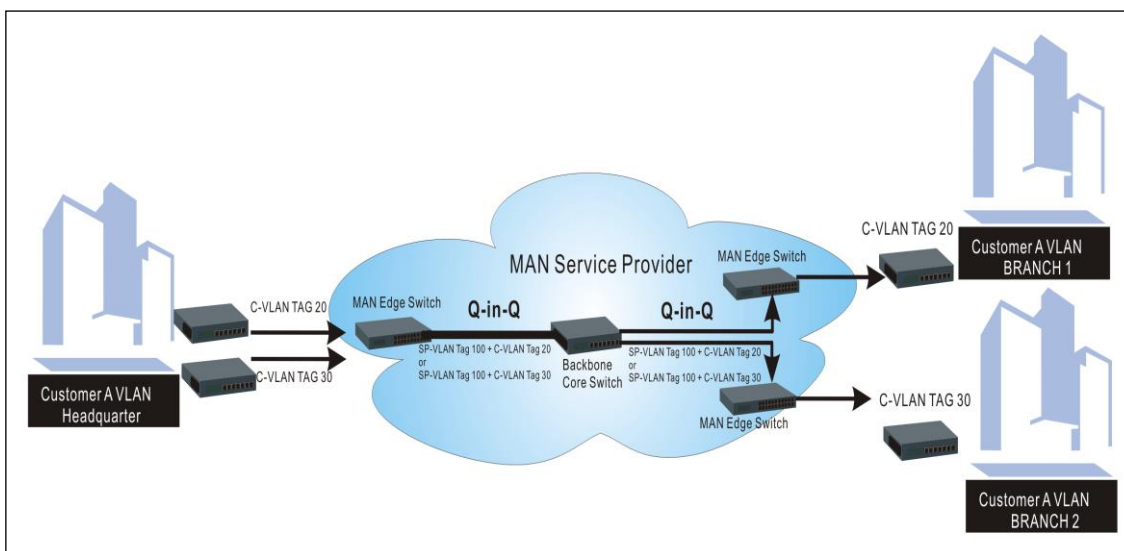 C-VLAN TAG 20
C-VLAN TAG 30
Customer A VLAN
Headquarter
MAN Service Provider
MAN Edge Switch
Q-in-Q
SP-VLAN Tag 100 + C-VLAN Tag 20
or
SP-VLAN Tag 100 + C-VLAN Tag 30
Backbone
Core Switch
Q-in-Q
SP-VLAN Tag 100 + C-VLAN Tag 20
or
SP-VLAN Tag 100 + C-VLAN Tag 30
MAN Edge Switch
MAN Edge Switch
C-VLAN TAG 20
Customer A VLAN
BRANCH 1
C-VLAN TAG 30
Customer A VLAN
BRANCH 2